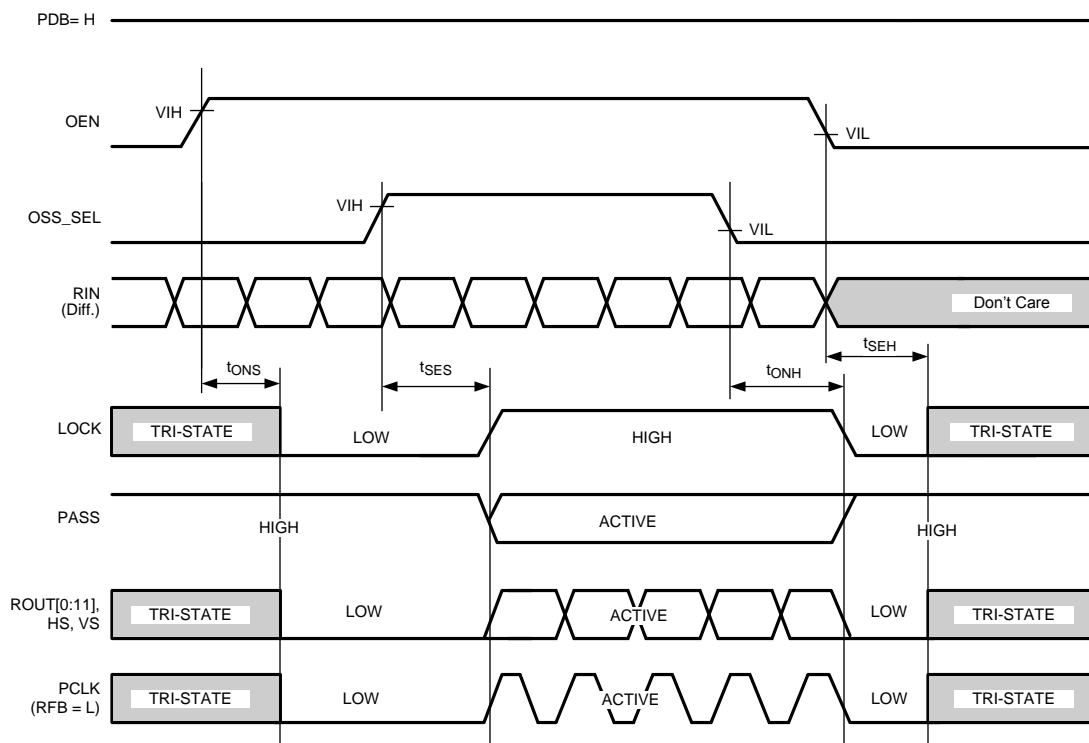 PDB= H
OEN
VIH
VIL
OSS_SEL
VIH
VIL
RIN
(Diff.)
Don't Care
tONS
tSES
tONH
tSEH
LOCK
TRI-STATE
LOW
HIGH
LOW
TRI-STATE
PASS
HIGH
ACTIVE
HIGH
ROUT[0:11],
HS, VS
TRI-STATE
LOW
ACTIVE
LOW
TRI-STATE
PCLK
(RFB = L)
TRI-STATE
LOW
ACTIVE
LOW
TRI-STATE